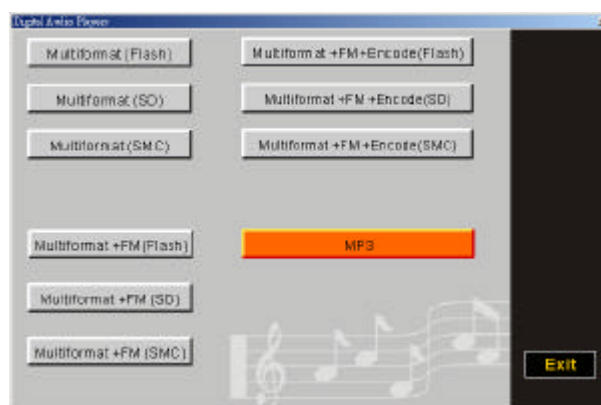 Digital Audio Player
Multiformat (Flash)
Multiformat (SD)
Multiformat (SMC)
Multiformat +FM (Flash)
Multiformat +FM (SD)
Multiformat +FM (SMC)
Multiformat +FM+Encode(Flash)
Multiformat +FM +Encode(SD)
Multiformat +FM +Encode(SMC)
MP3
Exit